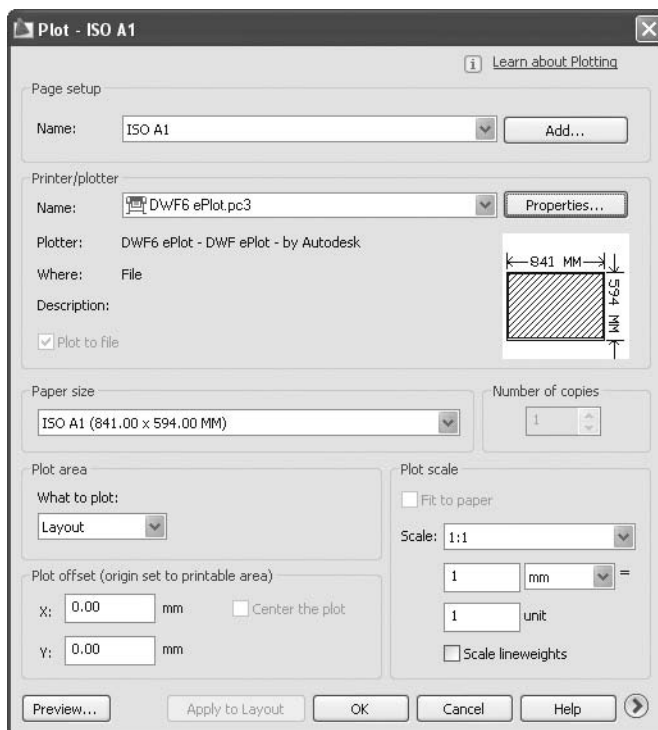 Plot - ISO A1
Learn about Plotting
Page setup
Name: ISO A1 Add...
Printer/plotter
Name: DWF6 ePlot.pc3 Properties...
Plotter: DWF6 ePlot - DWF ePlot - by Autodesk
Where: File
Description:
Plot to file
841 MM
594 MM
Paper size
ISO A1 (841.00 x 594.00 MM)
Number of copies
1
Plot area
What to plot:
Layout
Plot offset (origin set to printable area)
X: 0.00 mm Center the plot
Y: 0.00 mm
Plot scale
Fit to paper
Scale: 1:1
1 mm =
1 unit
Scale lineweights
Preview... Apply to Layout OK Cancel Help